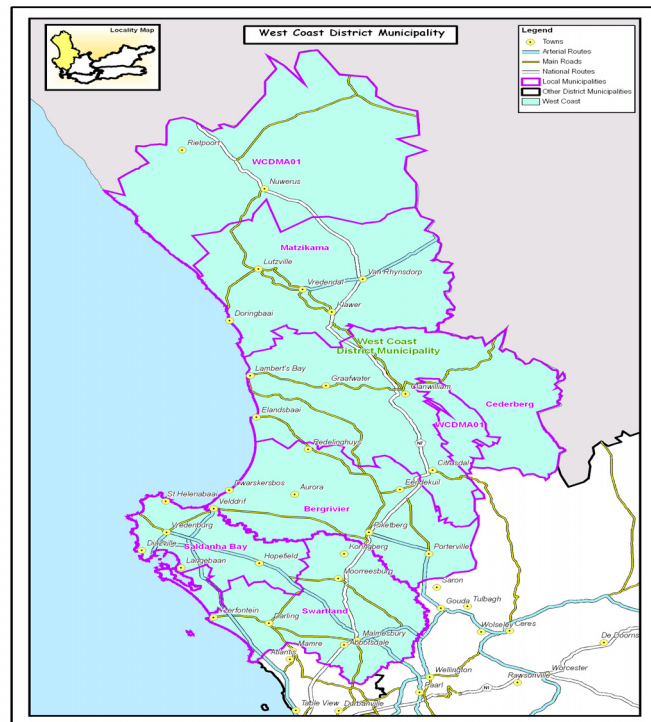 Locality Map
West Coast District Municipality
Legend
Towns
Arterial Routes
Main Roads
National Routes
Local Municipalities
Other District Municipalities
West Coast
Rietpoort
WCDMA01
Nuwerus
Matzikama
Lutzville
Van Rhynsdorp
Vredendal
Klawer
Doringbaai
West Coast
District Municipality
Lambert's Bay
Graafwater
Clanwilliam
Cederberg
Elandsbaai
WCDMA01
N7
Redelinghuys
Citrusdal
Eendekuil
Dwarskersbos
Aurora
St Helenabaai
Velddrif
Bergrivier
Vredenburg
Piketberg
Saldanha Bay
Koringberg
Porterville
Langebaan
Hopefield
Moorreesburg
Saron
Gouda
Tulbagh
Swartland
Yzerfontein
Darling
Malmesbury
Wolseley
Ceres
Abbotsdale
Mamre
De Doorns
Atlantis
Wellington
Worcester
Rawsonville
Paarl
N1
Table View
Durbanville